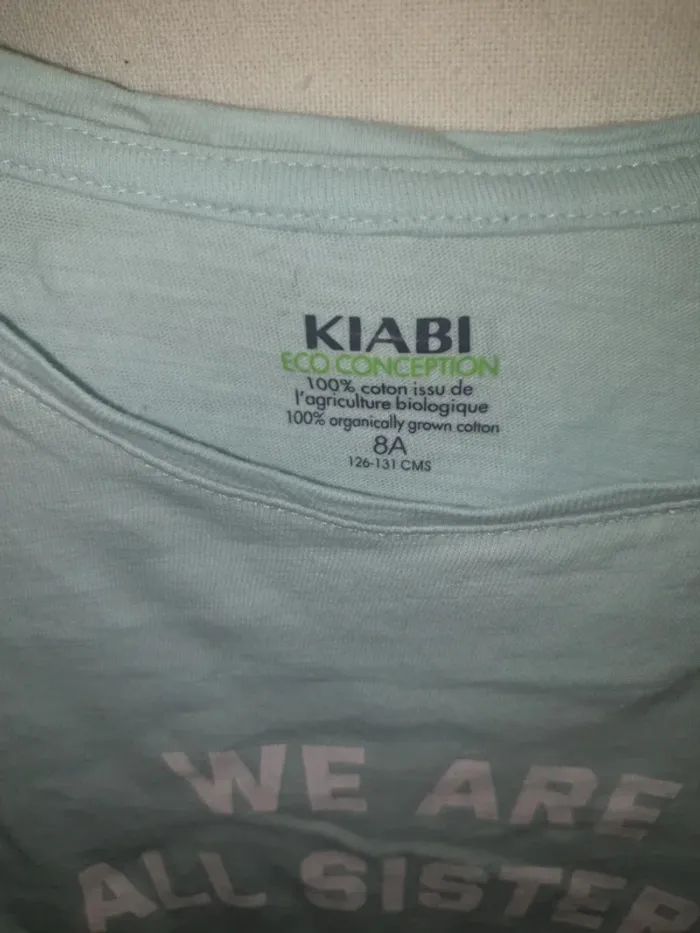 KIABI
ECO CONCEPTION
100% coton issu de
l'agriculture biologique
100% organically grown cotton
8A
126-131 CMS
WE ARE
ALL SISTER